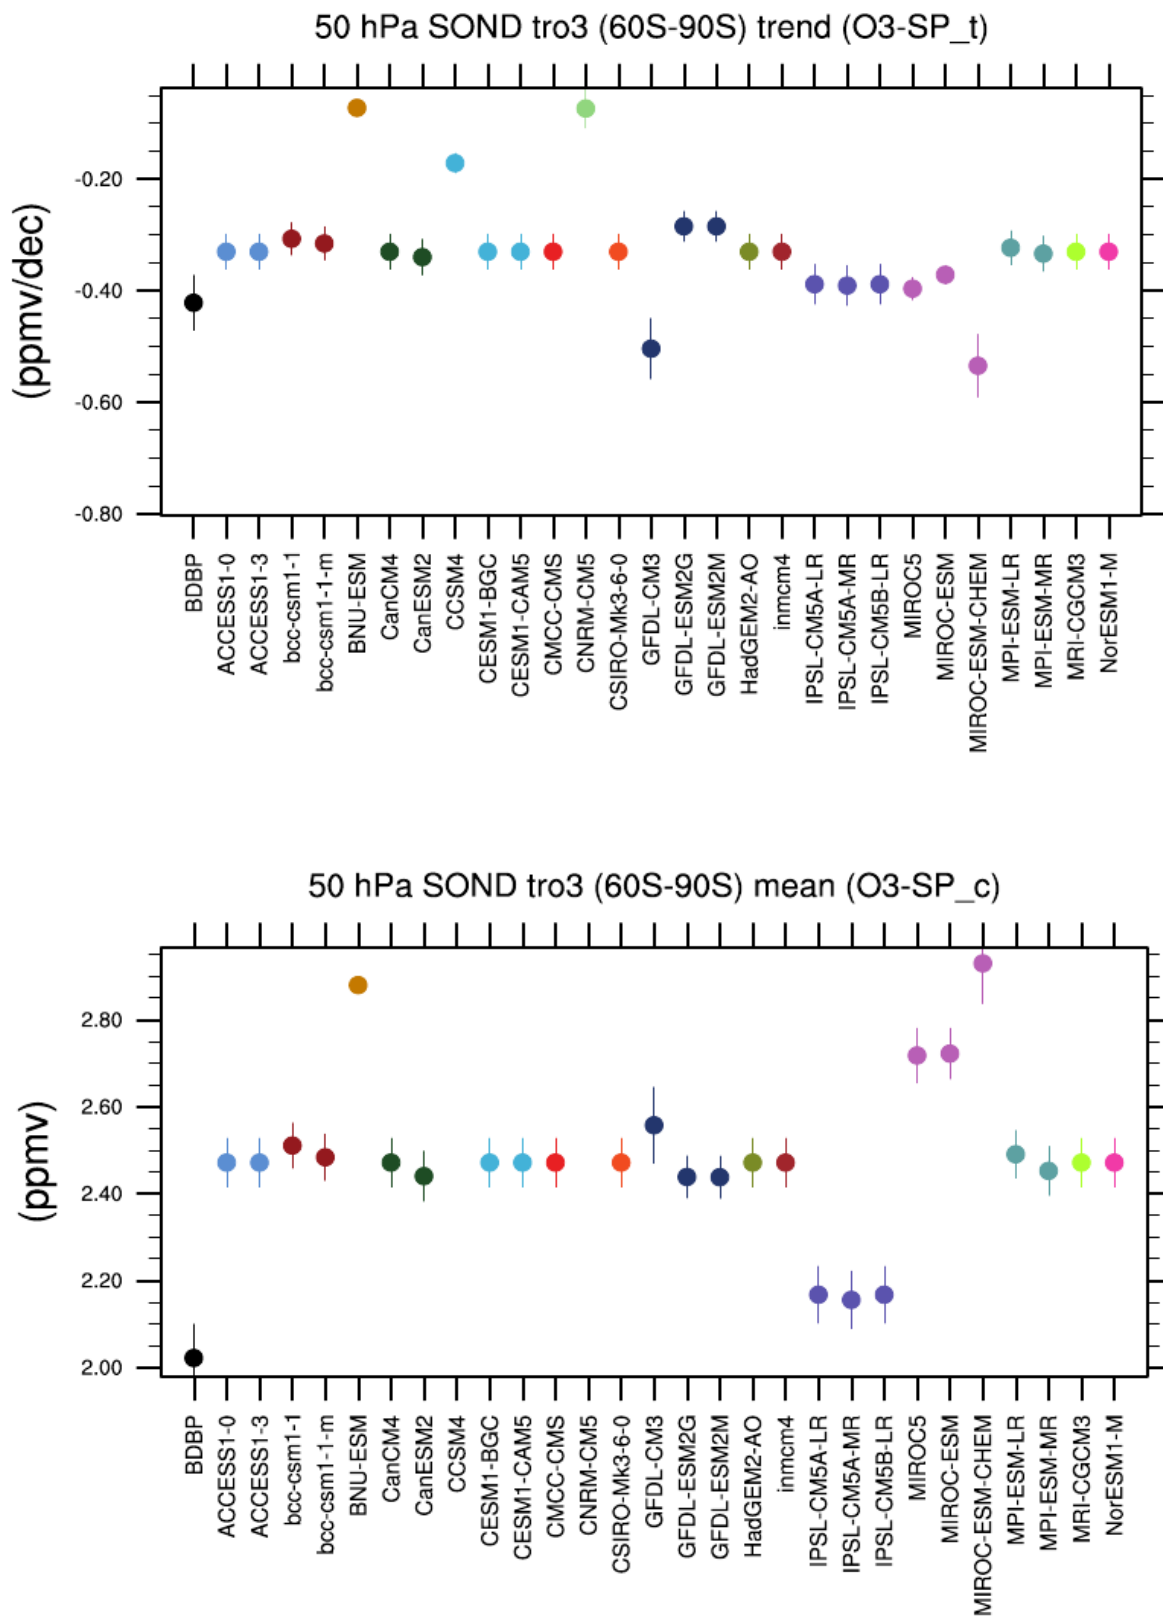 50 hPa SOND tro3 (60S-90S) trend (O3-SP_t)
(ppmv/dec)
-0.20
-0.40
-0.60
-0.80
BDBP
ACCESS1-0
ACCESS1-3
bcc-csm1-1
bcc-csm1-1-m
BNU-ESM
CanCM4
CanESM2
CCSM4
CESM1-BGC
CESM1-CAM5
CMCC-CMS
CNRM-CM5
CSIRO-Mk3-6-0
GFDL-CM3
GFDL-ESM2G
GFDL-ESM2M
HadGEM2-AO
inmcm4
IPSL-CM5A-LR
IPSL-CM5A-MR
IPSL-CM5B-LR
MIROC5
MIROC-ESM
MIROC-ESM-CHEM
MPI-ESM-LR
MPI-ESM-MR
MRI-CGCM3
NorESM1-M
50 hPa SOND tro3 (60S-90S) mean (O3-SP_c)
(ppmv)
2.80
2.60
2.40
2.20
2.00
BDBP
ACCESS1-0
ACCESS1-3
bcc-csm1-1
bcc-csm1-1-m
BNU-ESM
CanCM4
CanESM2
CCSM4
CESM1-BGC
CESM1-CAM5
CMCC-CMS
CNRM-CM5
CSIRO-Mk3-6-0
GFDL-CM3
GFDL-ESM2G
GFDL-ESM2M
HadGEM2-AO
inmcm4
IPSL-CM5A-LR
IPSL-CM5A-MR
IPSL-CM5B-LR
MIROC5
MIROC-ESM
MIROC-ESM-CHEM
MPI-ESM-LR
MPI-ESM-MR
MRI-CGCM3
NorESM1-M